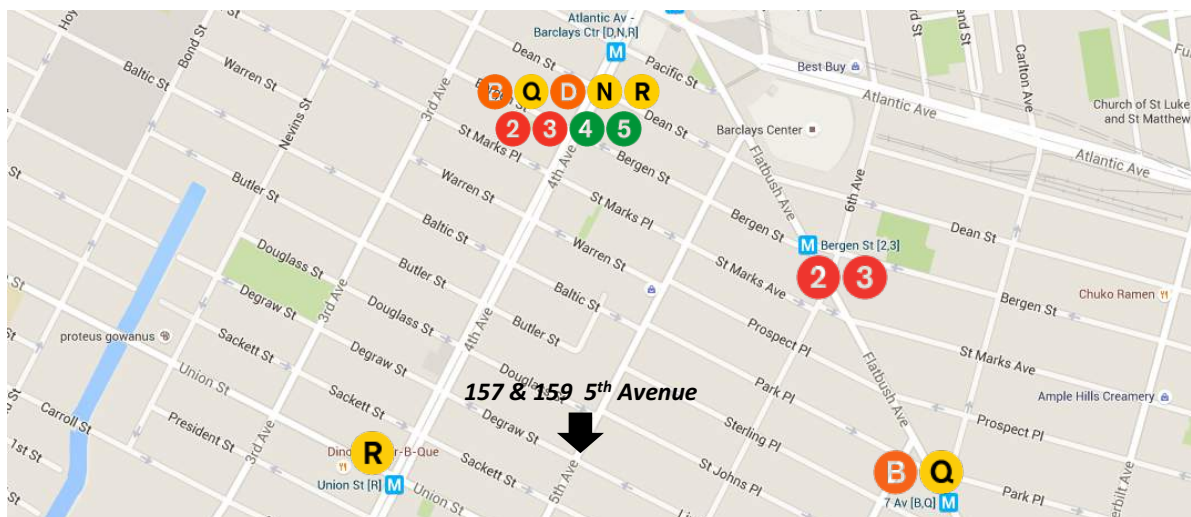 Hoy
Bond St
Baltic St
Warren St
Nevins St
3rd Ave
Atlantic Av -
Barclays Ctr [D,N,R]
M
Dean St
Pacific St
Best Buy
Atlantic Ave
Carlton Ave
Church of St Luke
and St Matthew
B Q D N R
2 3 4 5
Barclays Center
Dean St
Bergen St
St Marks Pl
4th Ave
Flatbush Ave
6th Ave
Atlantic Ave
Butler St
Warren St
St Marks Pl
Bergen St
M Bergen St [2,3]
Dean St
2 3
Douglass St
Baltic St
Warren St
St Marks Ave
Bergen St
Chuko Ramen
3rd Ave
Degraw St
Butler St
Baltic St
Prospect Pl
St Marks Ave
proteus gowanus
Sackett St
Douglass St
4th Ave
Butler St
Flatbush Ave
Union St
Degraw St
Douglass St
157 & 159 5th Avenue
Park Pl
Ample Hills Creamery
Carroll St
President St
Sackett St
Degraw St
Sterling Pl
Prospect Pl
1st St
3rd Ave
R
r-B-Que
Union St [R] M
Union St
Sackett St
5th Ave
St Johns Pl
B Q
7 Av [B,Q] M
Park Pl
erbilt Ave